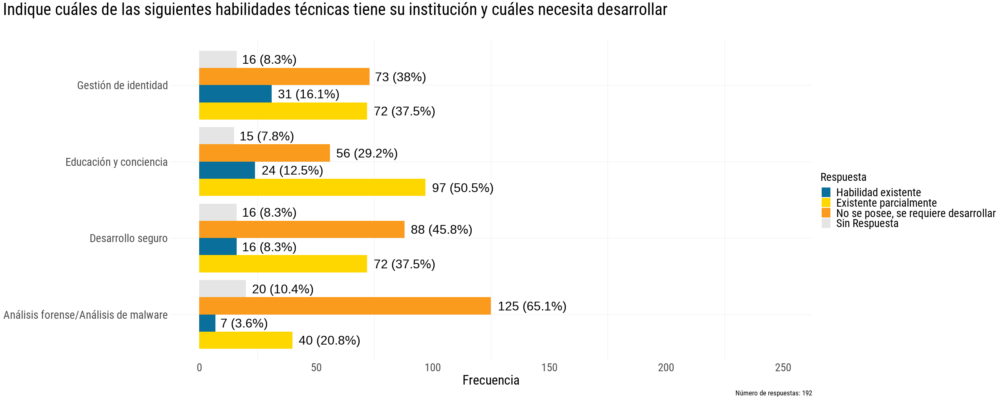 Indique cuáles de las siguientes habilidades técnicas tiene su institución y cuáles necesita desarrollar
16 (8.3%)
73 (38%)
Gestión de identidad
31 (16.1%)
72 (37.5%)
15 (7.8%)
56 (29.2%)
Educación y conciencia
24 (12.5%)
97 (50.5%)
16 (8.3%)
88 (45.8%)
Desarrollo seguro
16 (8.3%)
72 (37.5%)
20 (10.4%)
125 (65.1%)
Análisis forense/Análisis de malware
7 (3.6%)
40 (20.8%)
0 50 100 150 200 250
Frecuencia
Respuesta
Habilidad existente
Existente parcialmente
No se posee, se requiere desarrollar
Sin Respuesta
Número de respuestas: 192